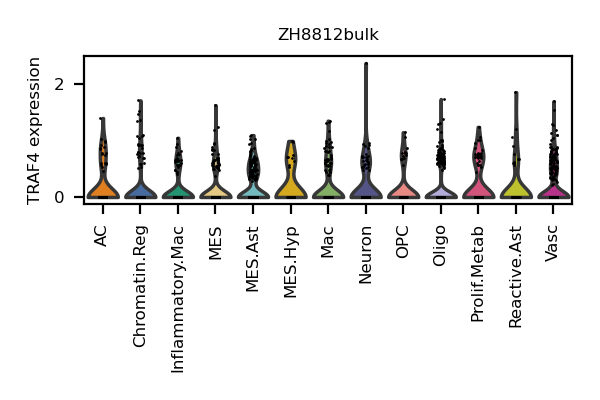 ZH8812bulk
TRAF4 expression
2
0
AC
Chromatin.Reg
Inflammatory.Mac
MES
MES.Ast
MES.Hyp
Mac
Neuron
OPC
Oligo
Prolif.Metab
Reactive.Ast
Vasc